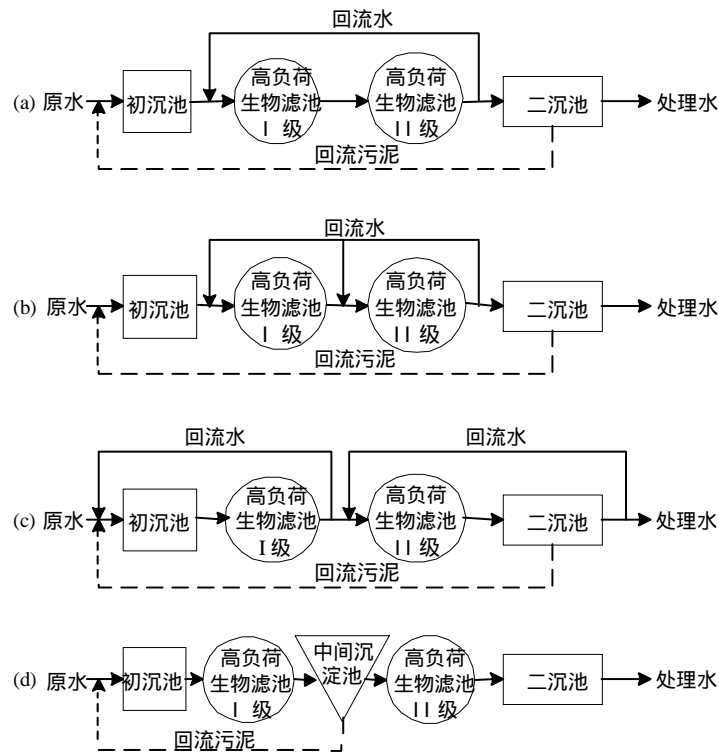 回流水
(a) 原水 初沉池 高负荷 生物滤池 I 级 高负荷 生物滤池 II 级 二沉池 处理水
回流污泥
回流水
(b) 原水 初沉池 高负荷 生物滤池 I 级 高负荷 生物滤池 II 级 二沉池 处理水
回流污泥
回流水 回流水
(c) 原水 初沉池 高负荷 生物滤池 I 级 高负荷 生物滤池 II 级 二沉池 处理水
回流污泥
(d) 原水 初沉池 高负荷 生物滤池 I 级 中间沉 淀池 高负荷 生物滤池 II 级 二沉池 处理水
回流污泥